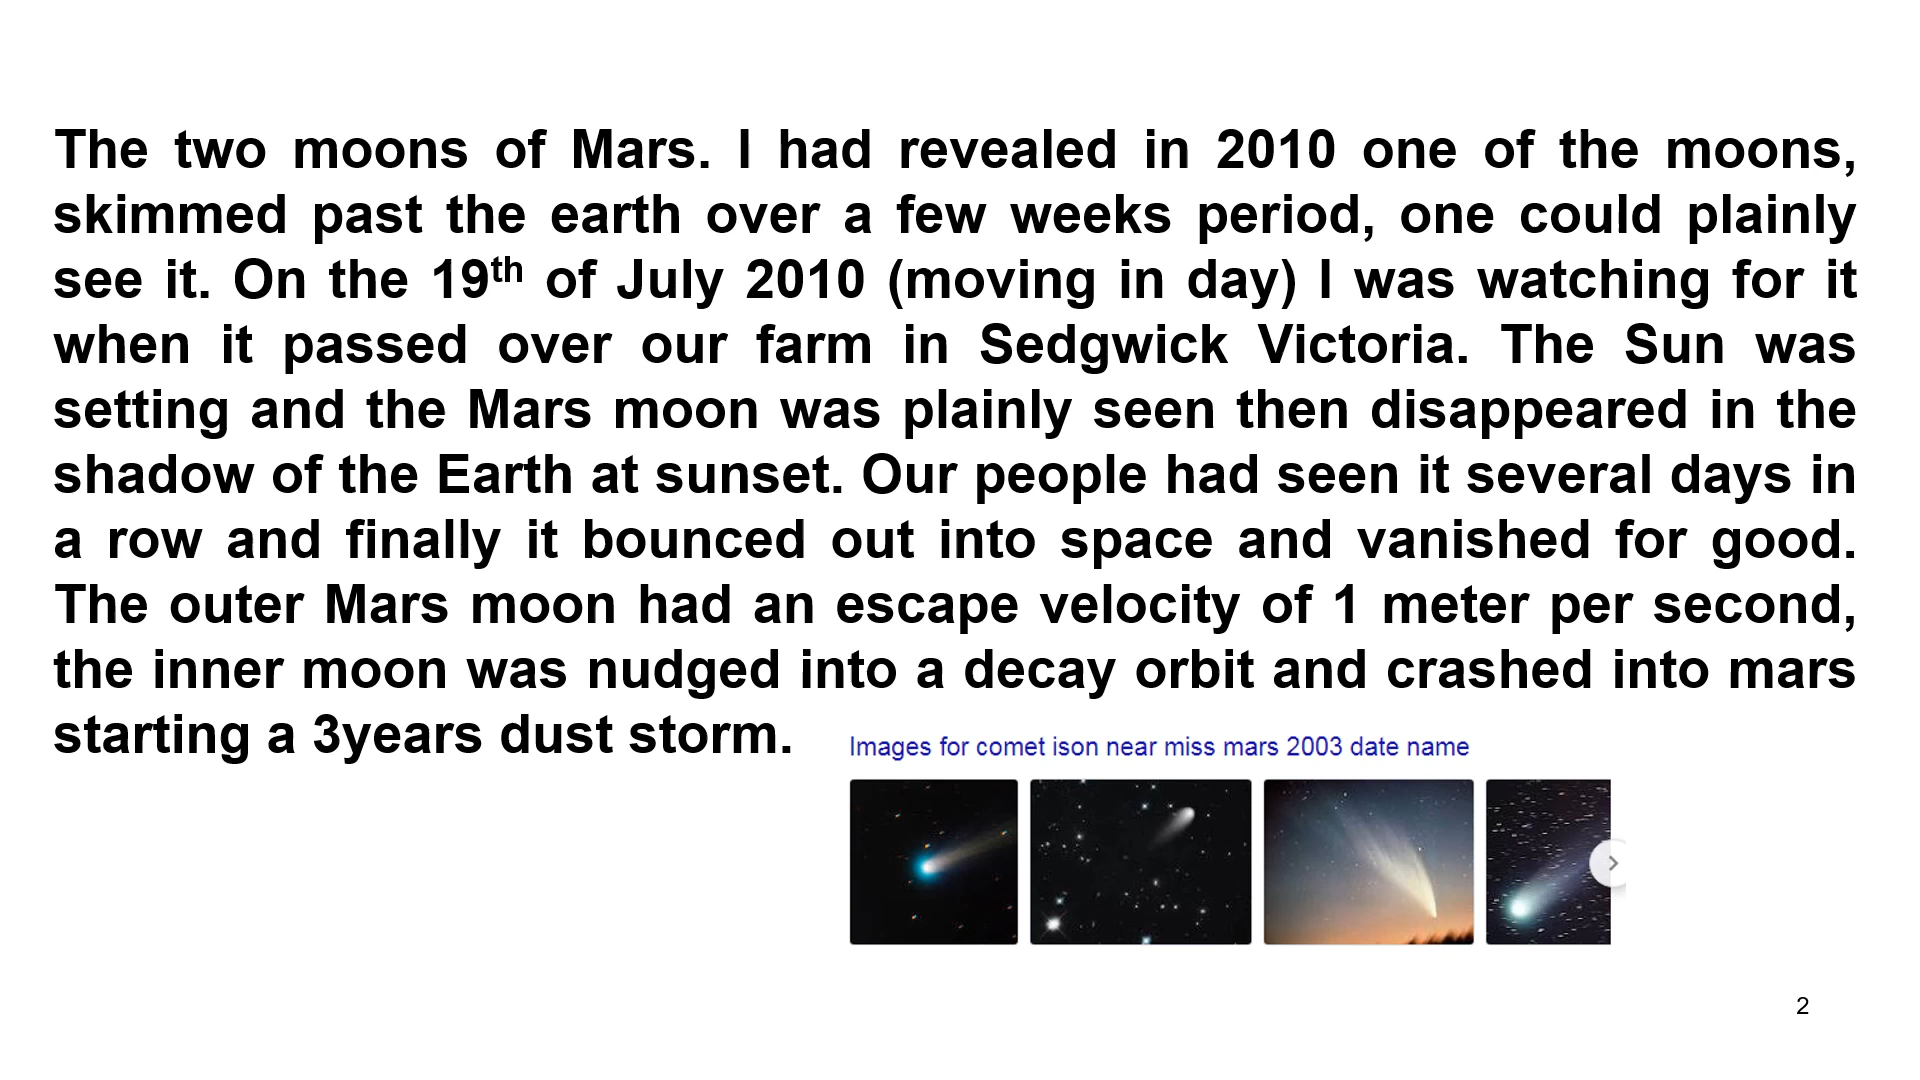 The two moons of Mars. I had revealed in 2010 one of the moons,
skimmed past the earth over a few weeks period, one could plainly
see it. On the 19th of July 2010 (moving in day) I was watching for it
when it passed over our farm in Sedgwick Victoria. The Sun was
setting and the Mars moon was plainly seen then disappeared in the
shadow of the Earth at sunset. Our people had seen it several days in
a row and finally it bounced out into space and vanished for good.
The outer Mars moon had an escape velocity of 1 meter per second,
the inner moon was nudged into a decay orbit and crashed into mars
starting a 3years dust storm.
Images for comet ison near miss mars 2003 date name
2